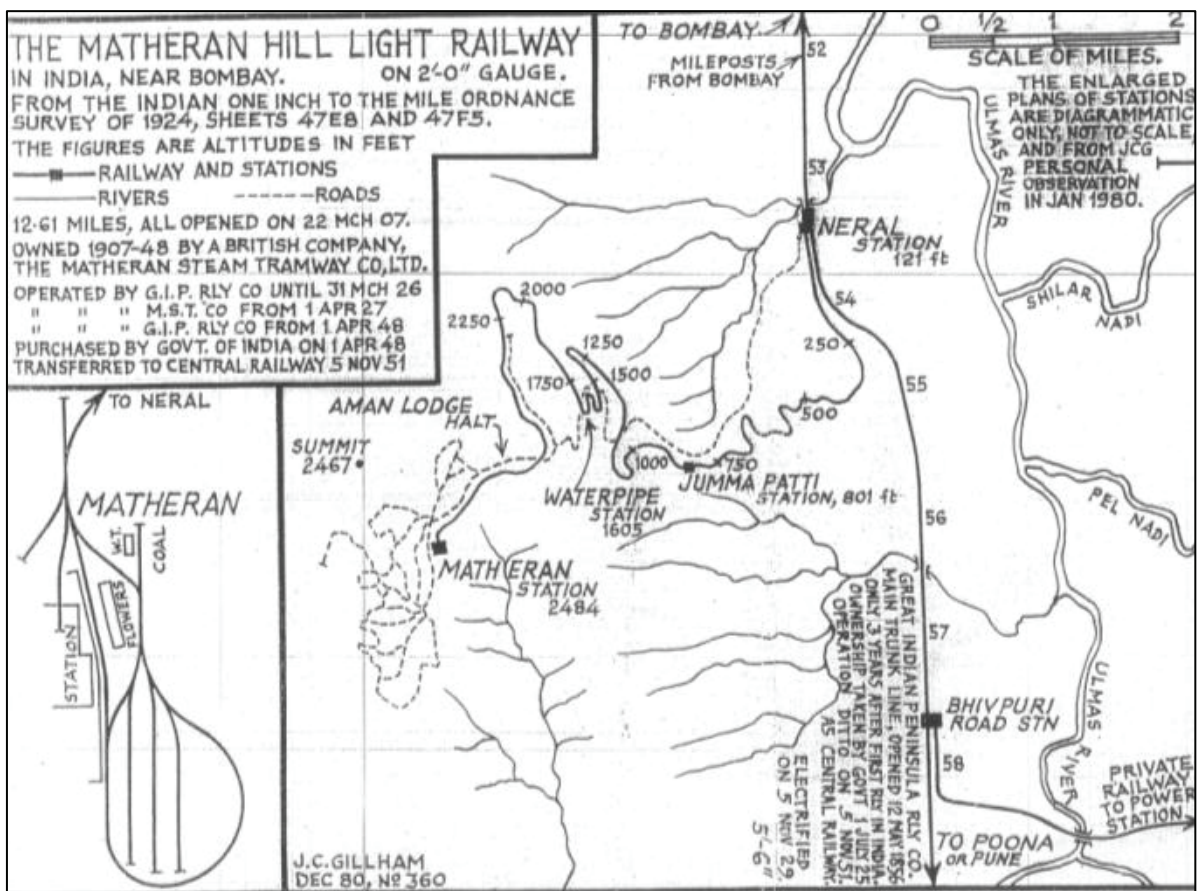 THE MATHERAN HILL LIGHT RAILWAY
IN INDIA, NEAR BOMBAY. ON 2'-0" GAUGE.
FROM THE INDIAN ONE INCH TO THE MILE ORDNANCE
SURVEY OF 1924, SHEETS 47E8 AND 47F5.
THE FIGURES ARE ALTITUDES IN FEET
RAILWAY AND STATIONS
RIVERS ROADS
12·61 MILES, ALL OPENED ON 22 MCH 07.
OWNED 1907-48 BY A BRITISH COMPANY,
THE MATHERAN STEAM TRAMWAY CO, LTD.
OPERATED BY G.I.P. RLY CO UNTIL 31 MCH 26
" " " M.S.T. CO FROM 1 APR 27
" " " G.I.P. RLY CO FROM 1 APR 48
PURCHASED BY GOVT. OF INDIA ON 1 APR 48
TRANSFERRED TO CENTRAL RAILWAY 5 NOV 51
TO BOMBAY
MILEPOSTS
FROM BOMBAY
52
53
0 1/2 1 2
SCALE OF MILES.
THE ENLARGED
PLANS OF STATIONS
ARE DIAGRAMMATIC
ONLY, NOT TO SCALE
AND FROM JCG
PERSONAL
OBSERVATION
IN JAN 1980.
ULMAS RIVER
NERAL
STATION
121 ft
SHILAR
NADI
54
250
55
500
2000
2250
1250
1500
1750
AMAN LODGE
HALT
SUMMIT
2467
1000
750
JUMMA PATTI
STATION, 801 ft
WATERPIPE
STATION
1605
MATHERAN
STATION
2484
56
PEL NADI
57
GREAT INDIAN PENINSULA RLY CO.
MAIN TRUNK LINE, OPENED 12 MAY 1856
ONLY 3 YEARS AFTER FIRST RLY IN INDIA.
OWNERSHIP TAKEN BY GOVT 1 JULY 25
OPERATION DITTO ON 5 NOV 51.
AS CENTRAL RAILWAY.
ELECTRIFIED
ON 5 NOV 29.
5'-6"
BHIVPURI
ROAD STN
58
ULMAS RIVER
PRIVATE
RAILWAY
TO POWER
STATION.
TO POONA
OR PUNE
TO NERAL
MATHERAN
W.T.
COAL
FLOWERS
STATION
J.C. GILLHAM
DEC 80, Nº 360